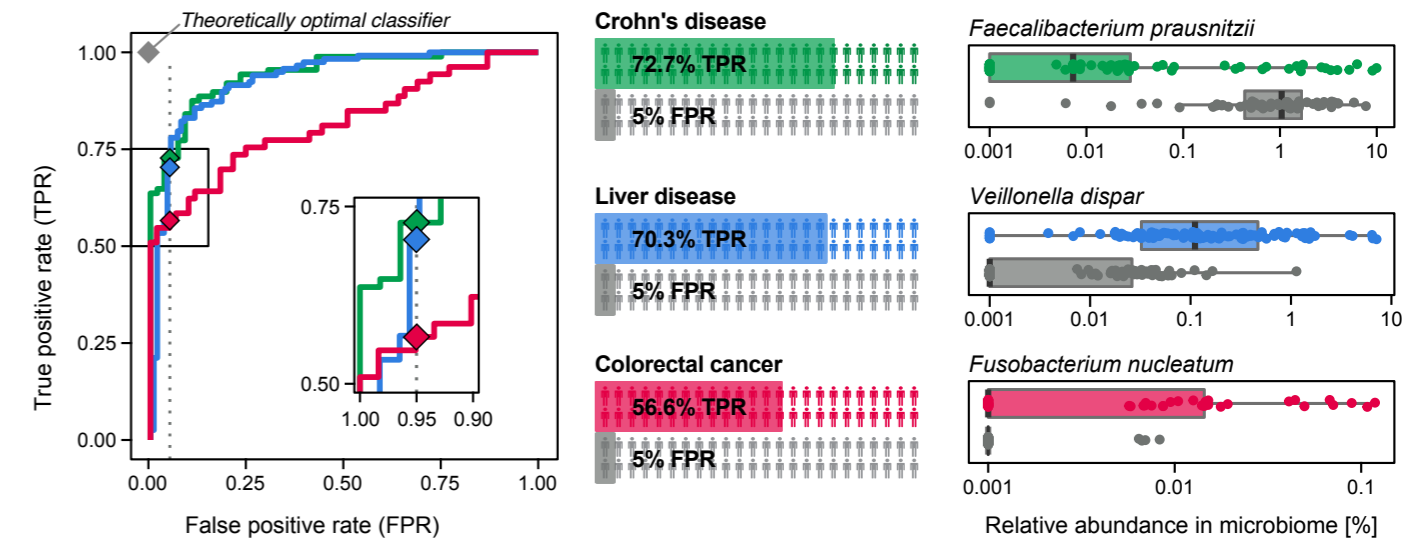 Theoretically optimal classifier
1.00
0.75
0.50
0.25
0.00
True positive rate (TPR)
0.75
0.50
1.00 0.95 0.90
0.00 0.25 0.50 0.75 1.00
False positive rate (FPR)
Crohn's disease
72.7% TPR
5% FPR
Liver disease
70.3% TPR
5% FPR
Colorectal cancer
56.6% TPR
5% FPR
Faecalibacterium prausnitzii
0.001 0.01 0.1 1 10
Veillonella dispar
0.001 0.01 0.1 1 10
Fusobacterium nucleatum
0.001 0.01 0.1
Relative abundance in microbiome [%]